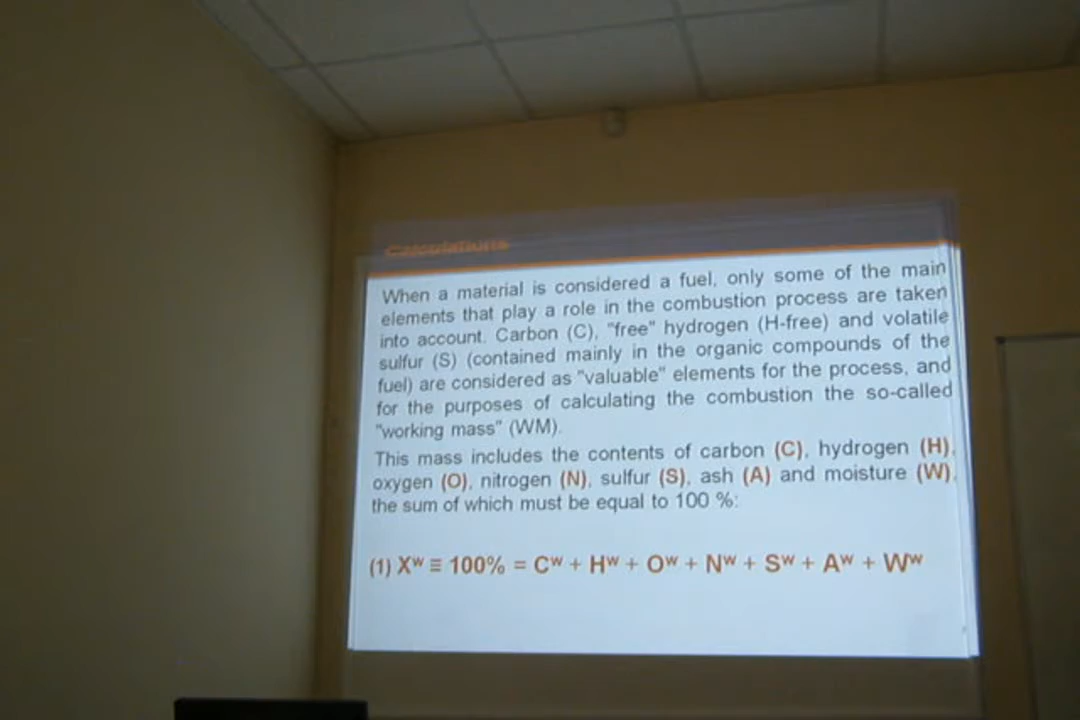 Calculations
When a material is considered a fuel, only some of the main
elements that play a role in the combustion process are taken
into account. Carbon (C), "free" hydrogen (H-free) and volatile
sulfur (S) (contained mainly in the organic compounds of the
fuel) are considered as "valuable" elements for the process, and
for the purposes of calculating the combustion the so-called
"working mass" (WM).
This mass includes the contents of carbon (C), hydrogen (H),
oxygen (O), nitrogen (N), sulfur (S), ash (A) and moisture (W),
the sum of which must be equal to 100 %:
(1) Xᵂ ≡ 100% = Cᵂ + Hᵂ + Oᵂ + Nᵂ + Sᵂ + Aᵂ + Wᵂ